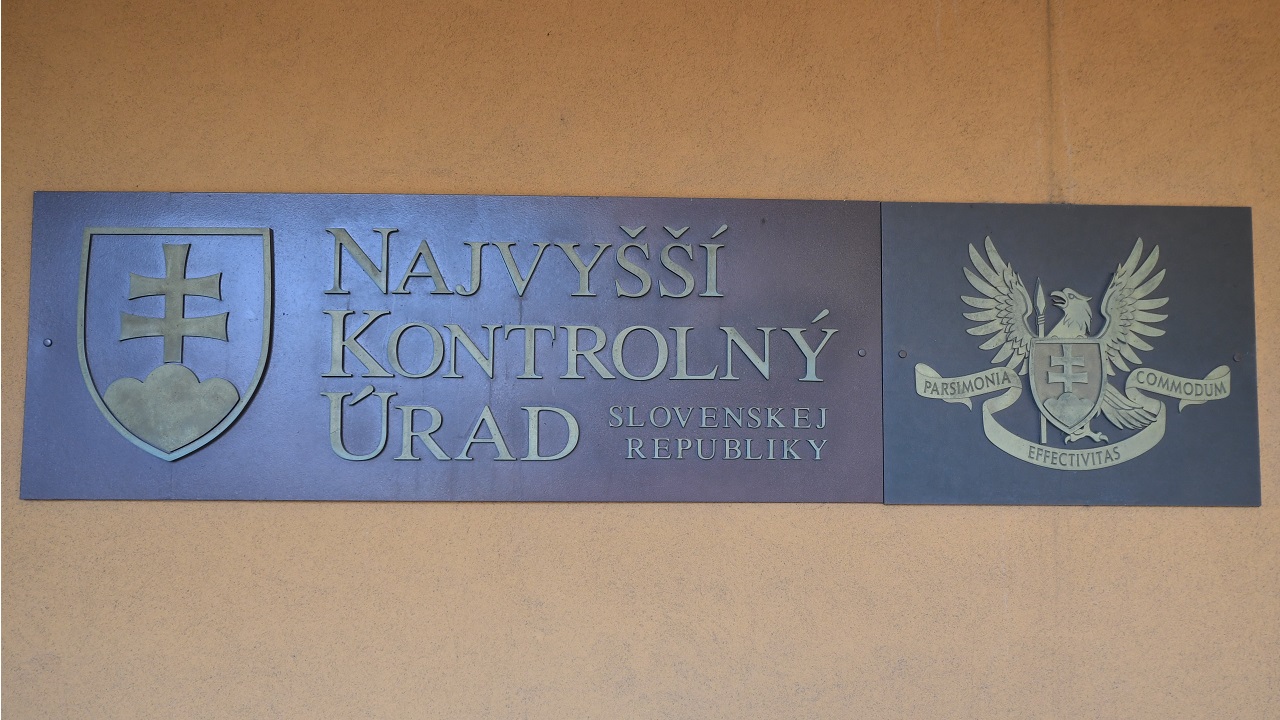 NAJVYŠŠÍ
KONTROLNÝ
ÚRAD
SLOVENSKEJ
REPUBLIKY
PARSIMONIA
COMMODUM
EFFECTIVITAS